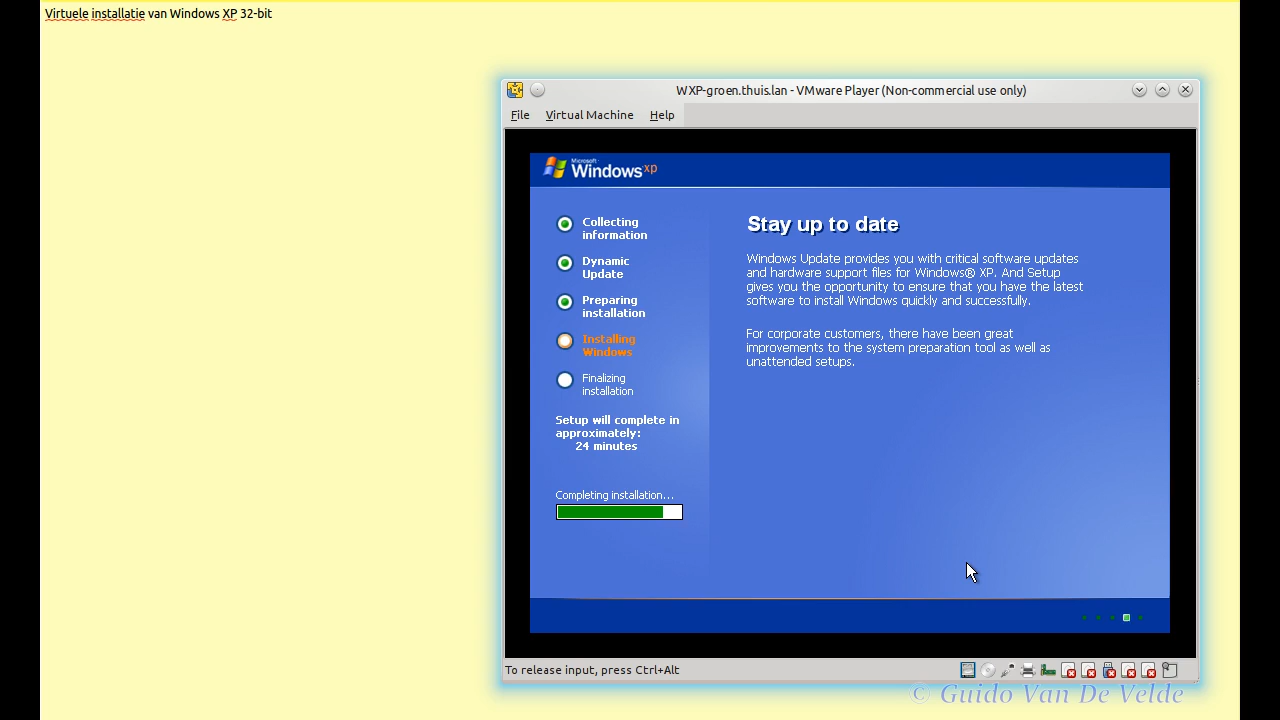 Virtuele installatie van Windows XP 32-bit
WXP-groen.thuis.lan - VMware Player (Non-commercial use only)
File Virtual Machine Help
Microsoft
Windows xp
Collecting
information
Dynamic
Update
Preparing
installation
Installing
Windows
Finalizing
installation
Setup will complete in
approximately:
24 minutes
Completing installation...
Stay up to date
Windows Update provides you with critical software updates
and hardware support files for Windows® XP. And Setup
gives you the opportunity to ensure that you have the latest
software to install Windows quickly and successfully.
For corporate customers, there have been great
improvements to the system preparation tool as well as
unattended setups.
To release input, press Ctrl+Alt
© Guido Van De Velde